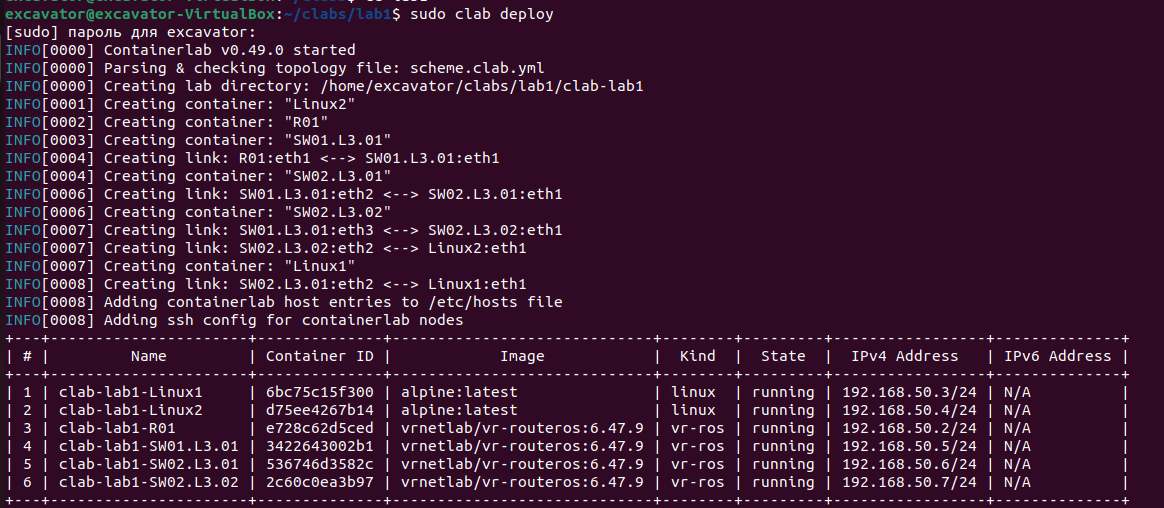 excavator@excavator-VirtualBox:~/clabs/lab1$ sudo clab deploy
[sudo] пароль для excavator:
INFO[0000] Containerlab v0.49.0 started
INFO[0000] Parsing & checking topology file: scheme.clab.yml
INFO[0000] Creating lab directory: /home/excavator/clabs/lab1/clab-lab1
INFO[0001] Creating container: "Linux2"
INFO[0002] Creating container: "R01"
INFO[0003] Creating container: "SW01.L3.01"
INFO[0004] Creating link: R01:eth1 <--> SW01.L3.01:eth1
INFO[0004] Creating container: "SW02.L3.01"
INFO[0006] Creating link: SW01.L3.01:eth2 <--> SW02.L3.01:eth1
INFO[0006] Creating container: "SW02.L3.02"
INFO[0007] Creating link: SW01.L3.01:eth3 <--> SW02.L3.02:eth1
INFO[0007] Creating link: SW02.L3.02:eth2 <--> Linux2:eth1
INFO[0007] Creating container: "Linux1"
INFO[0008] Creating link: SW02.L3.01:eth2 <--> Linux1:eth1
INFO[0008] Adding containerlab host entries to /etc/hosts file
INFO[0008] Adding ssh config for containerlab nodes
+---+----------------------+--------------+----------------------------+--------+---------+-----------------+--------------+
| # | Name | Container ID | Image | Kind | State | IPv4 Address | IPv6 Address |
+---+----------------------+--------------+----------------------------+--------+---------+-----------------+--------------+
| 1 | clab-lab1-Linux1 | 6bc75c15f300 | alpine:latest | linux | running | 192.168.50.3/24 | N/A |
| 2 | clab-lab1-Linux2 | d75ee4267b14 | alpine:latest | linux | running | 192.168.50.4/24 | N/A |
| 3 | clab-lab1-R01 | e728c62d5ced | vrnetlab/vr-routeros:6.47.9 | vr-ros | running | 192.168.50.2/24 | N/A |
| 4 | clab-lab1-SW01.L3.01 | 3422643002b1 | vrnetlab/vr-routeros:6.47.9 | vr-ros | running | 192.168.50.5/24 | N/A |
| 5 | clab-lab1-SW02.L3.01 | 536746d3582c | vrnetlab/vr-routeros:6.47.9 | vr-ros | running | 192.168.50.6/24 | N/A |
| 6 | clab-lab1-SW02.L3.02 | 2c60c0ea3b97 | vrnetlab/vr-routeros:6.47.9 | vr-ros | running | 192.168.50.7/24 | N/A |
+---+----------------------+--------------+----------------------------+--------+---------+-----------------+--------------+